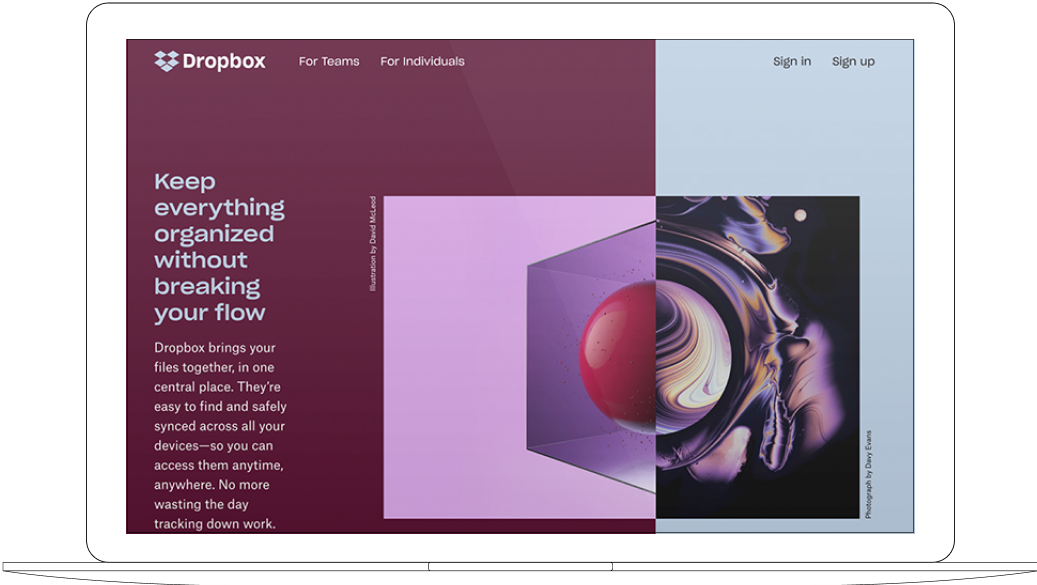 Dropbox
For Teams
For Individuals
Sign in
Sign up
Keep
everything
organized
without
breaking
your flow
Dropbox brings your
files together, in one
central place. They're
easy to find and safely
synced across all your
devices—so you can
access them anytime,
anywhere. No more
wasting the day
tracking down work.
Illustration by David McLeod
Photograph by Davy Evans